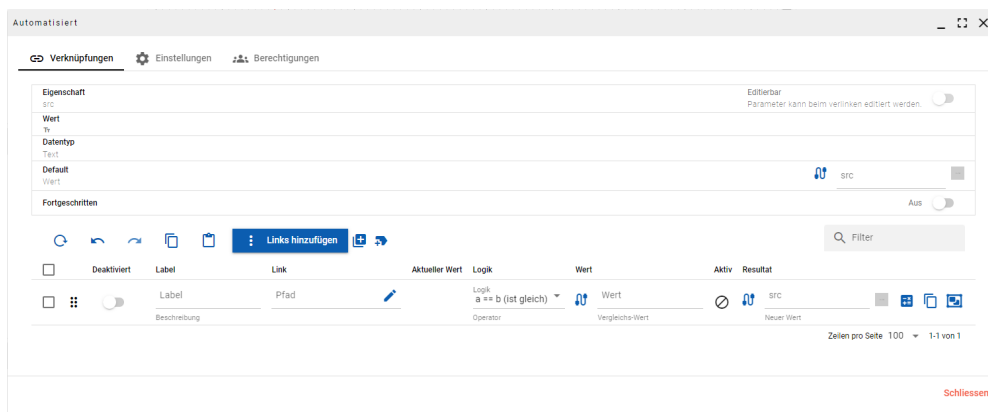 Automatisiert
Verknüpfungen Einstellungen Berechtigungen
Eigenschaft Editierbar
src Parameter kann beim verlinken editiert werden.
Wert
Datentyp
Text
Default
Wert src
Fortgeschritten Aus
Links hinzufügen Filter
Deaktiviert Label Link Aktueller Wert Logik Wert Aktiv Resultat
Label Pfad Logik a == b (ist gleich) Wert src
Beschreibung Operator Vergleichs-Wert Neuer Wert
Zeilen pro Seite 100 1-1 von 1
Schliessen